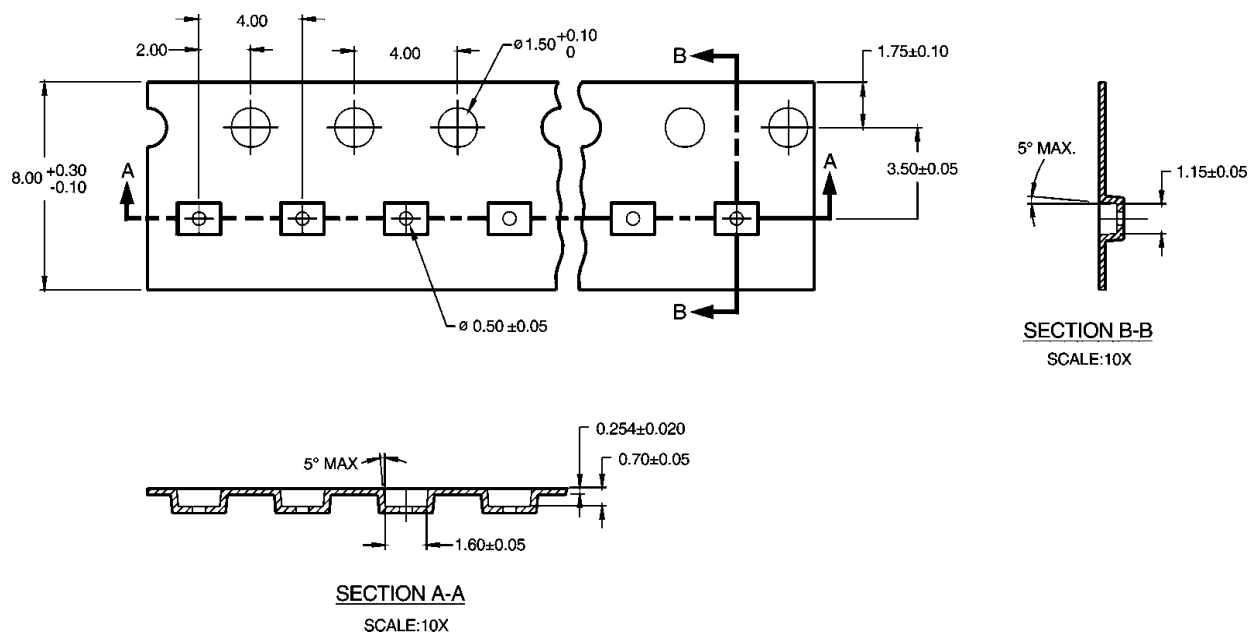 4.00
2.00
ø1.50 +0.10
0
4.00
B
1.75±0.10
8.00 +0.30
-0.10
A
A
3.50±0.05
5° MAX.
1.15±0.05
B
ø 0.50 ±0.05
SECTION B-B
SCALE:10X
0.254±0.020
5° MAX
0.70±0.05
1.60±0.05
SECTION A-A
SCALE:10X